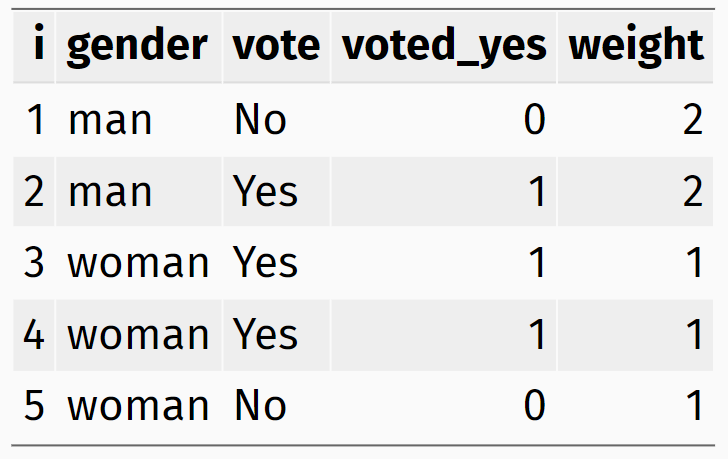 i gender vote voted_yes weight
1 man No 0 2
2 man Yes 1 2
3 woman Yes 1 1
4 woman Yes 1 1
5 woman No 0 1